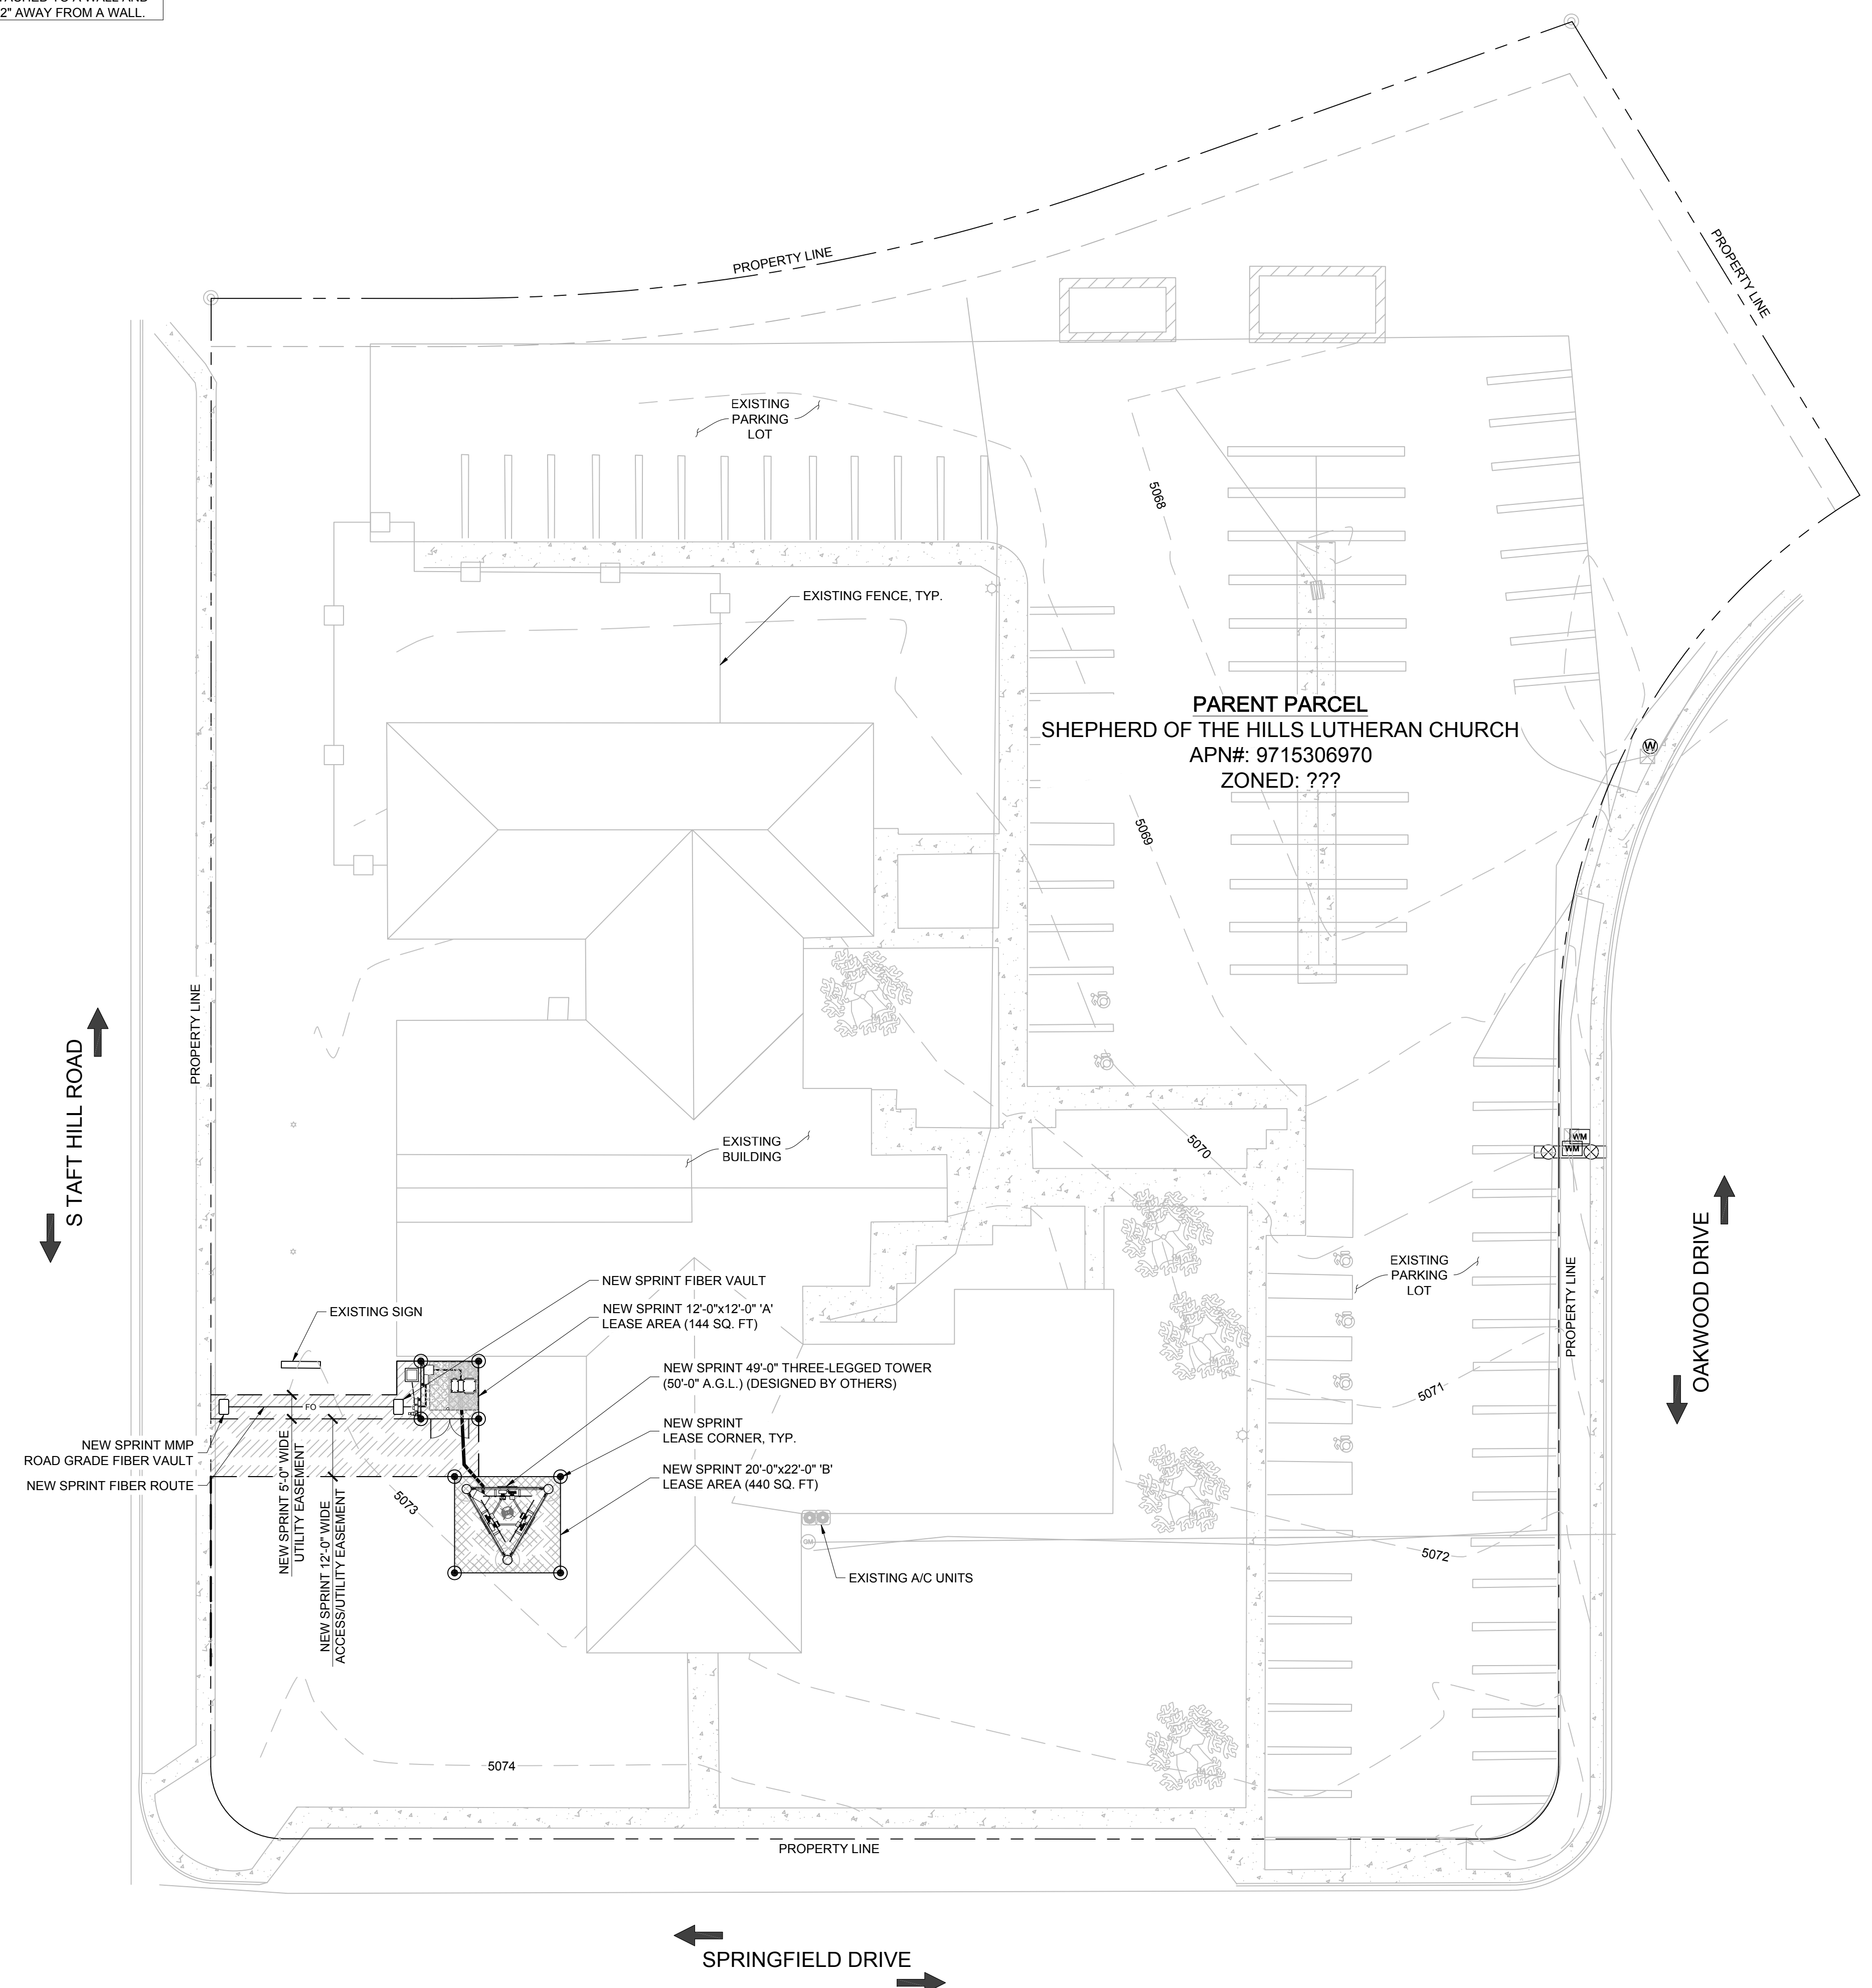 2" AWAY FROM A WALL.
PROPERTY LINE
PROPERTY LINE
EXISTING
PARKING
LOT
5068
EXISTING FENCE, TYP.
PARENT PARCEL
SHEPHERD OF THE HILLS LUTHERAN CHURCH
APN#: 9715306970
ZONED: ???
W
5069
PROPERTY LINE
S TAFT HILL ROAD
EXISTING
BUILDING
5070
WM
WM
OAKWOOD DRIVE
PROPERTY LINE
EXISTING
PARKING
LOT
NEW SPRINT FIBER VAULT
NEW SPRINT 12'-0"x12'-0" 'A'
LEASE AREA (144 SQ. FT)
EXISTING SIGN
NEW SPRINT 49'-0" THREE-LEGGED TOWER
(50'-0" A.G.L.) (DESIGNED BY OTHERS)
5071
FO
NEW SPRINT
LEASE CORNER, TYP.
NEW SPRINT MMP
ROAD GRADE FIBER VAULT
NEW SPRINT FIBER ROUTE
NEW SPRINT 20'-0"x22'-0" 'B'
LEASE AREA (440 SQ. FT)
NEW SPRINT 5'-0" WIDE
UTILITY EASEMENT
NEW SPRINT 12'-0" WIDE
ACCESS/UTILITY EASEMENT
5073
GM
5072
EXISTING A/C UNITS
5074
PROPERTY LINE
SPRINGFIELD DRIVE